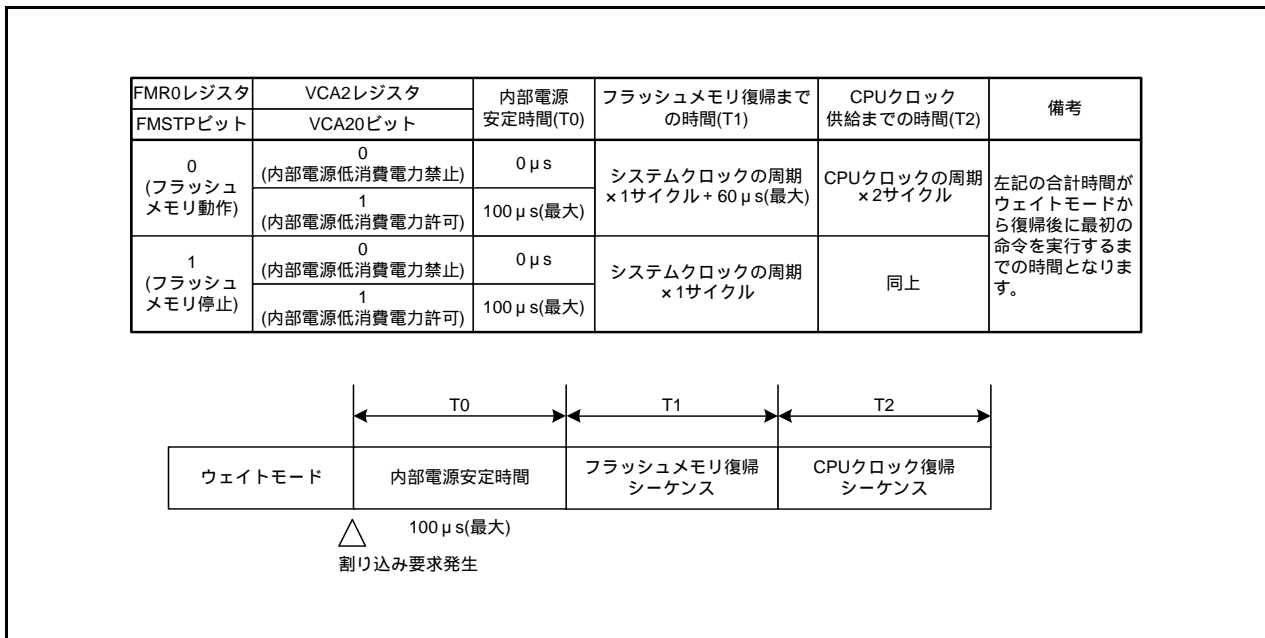 FMR0レジスタ
FMSTPビット
VCA2レジスタ
VCA20ビット
内部電源
安定時間(T0)
フラッシュメモリ復帰まで
の時間(T1)
CPUクロック
供給までの時間(T2)
備考
0
(フラッシュ
メモリ動作)
0
(内部電源低消費電力禁止)
0μs
1
(内部電源低消費電力許可)
100μs(最大)
システムクロックの周期
×1サイクル+60μs(最大)
CPUクロックの周期
×2サイクル
左記の合計時間が
ウェイトモードか
ら復帰後に最初の
命令を実行するま
での時間となりま
す。
1
(フラッシュ
メモリ停止)
0
(内部電源低消費電力禁止)
0μs
1
(内部電源低消費電力許可)
100μs(最大)
システムクロックの周期
×1サイクル
同上
T0
T1
T2
ウェイトモード
内部電源安定時間
フラッシュメモリ復帰
シーケンス
CPUクロック復帰
シーケンス
100μs(最大)
割り込み要求発生